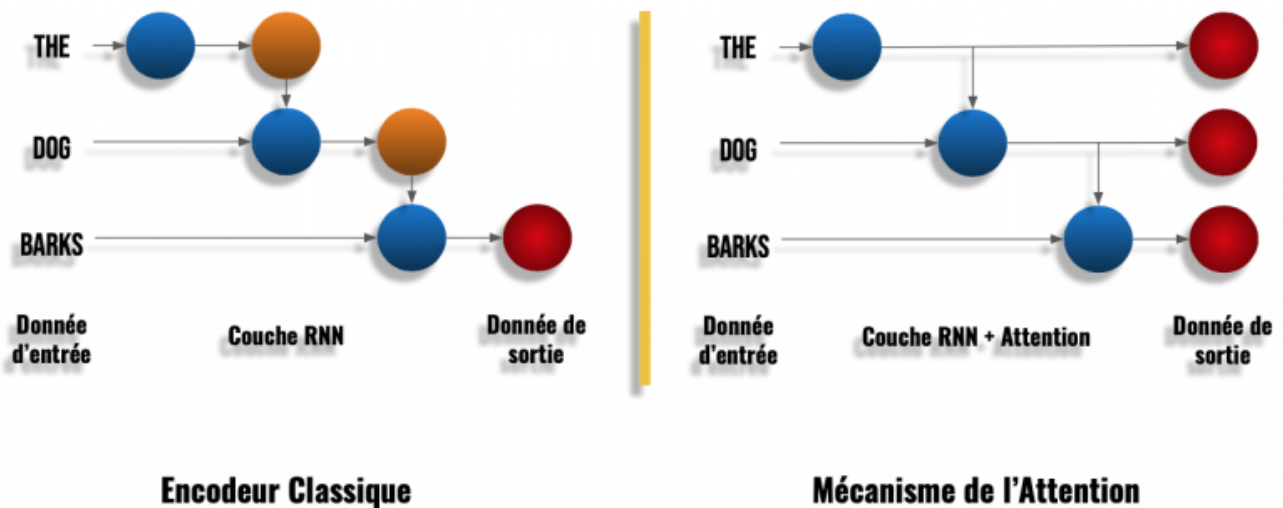 THE
DOG
BARKS
Donnée
d'entrée
Couche RNN
Donnée de
sortie
Encodeur Classique
THE
DOG
BARKS
Donnée
d'entrée
Couche RNN + Attention
Donnée de
sortie
Mécanisme de l'Attention